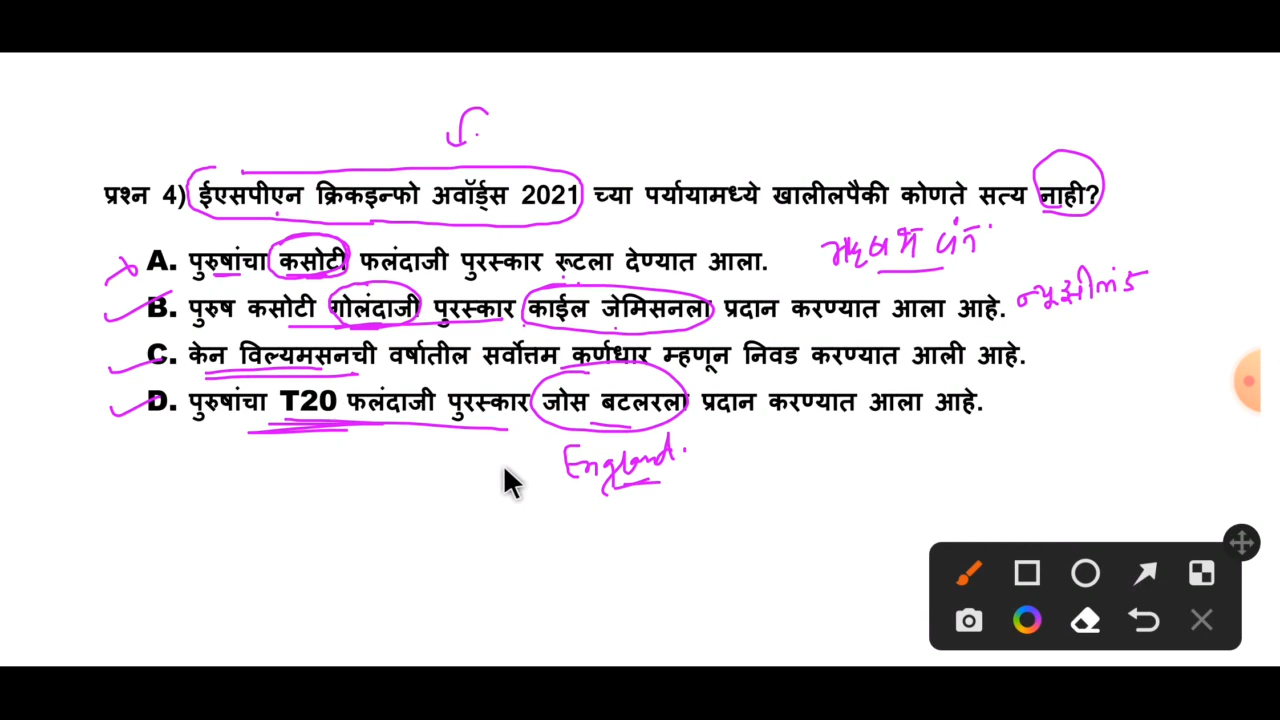 प्रश्न 4) ईएसपीएन क्रिकइन्फो अवॉर्ड्स 2021 च्या पर्यायामध्ये खालीलपैकी कोणते सत्य नाही?
A. पुरुषांचा कसोटी फलंदाजी पुरस्कार रूटला देण्यात आला.
B. पुरुष कसोटी गोलंदाजी पुरस्कार काईल जेमिसनला प्रदान करण्यात आला आहे. न्यूझीलंड
C. केन विल्यमसनची वर्षातील सर्वोत्तम कर्णधार म्हणून निवड करण्यात आली आहे.
D. पुरुषांचा T20 फलंदाजी पुरस्कार जोस बटलरला प्रदान करण्यात आला आहे.
England.